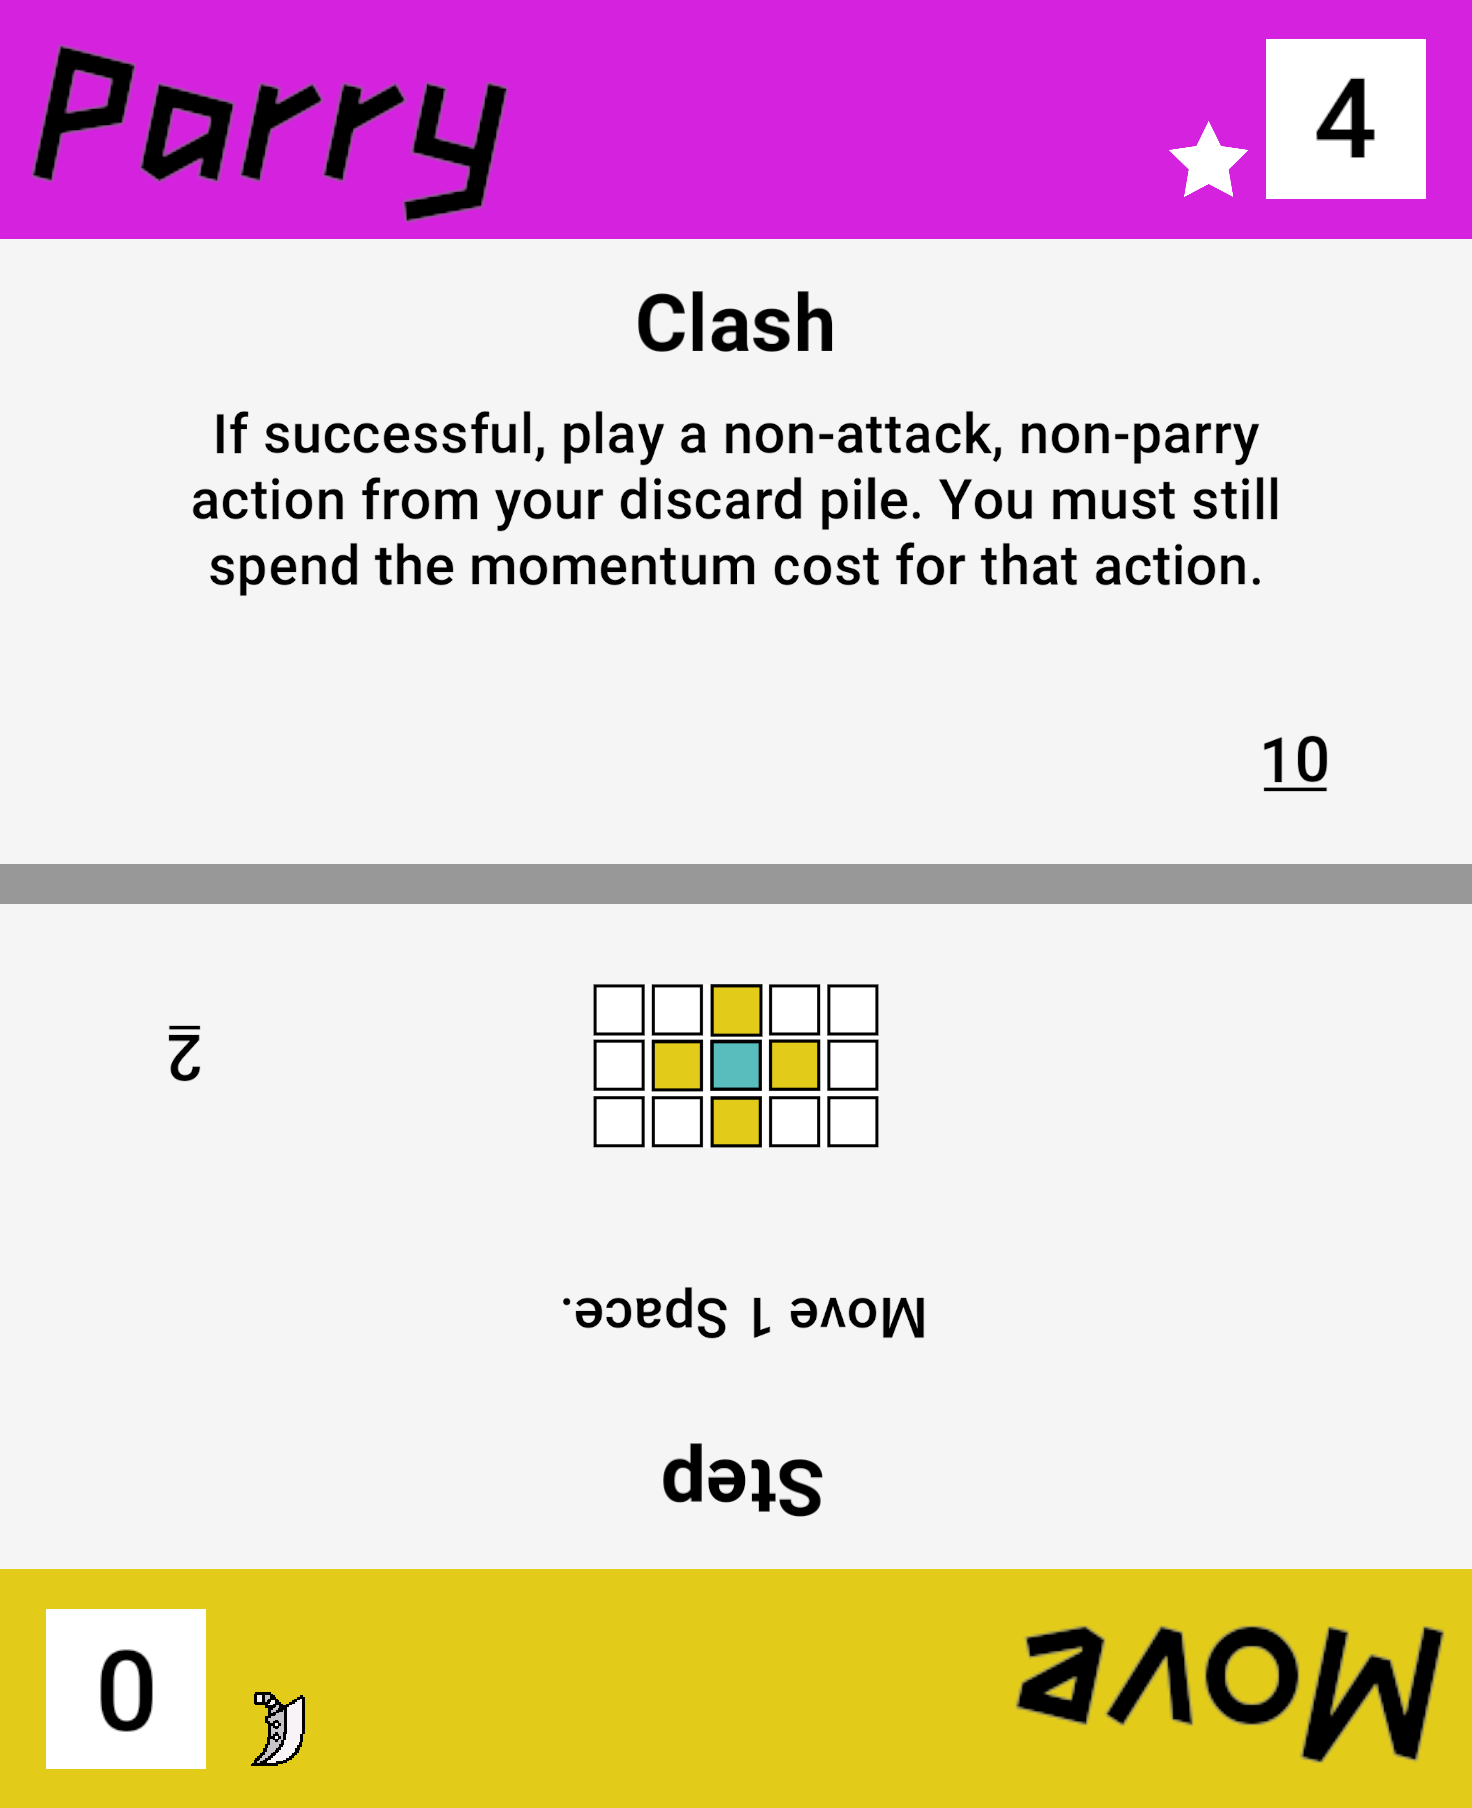 Parry
4
Clash
If successful, play a non-attack, non-parry
action from your discard pile. You must still
spend the momentum cost for that action.
10
Move
0
Step
Move 1 Space.
2